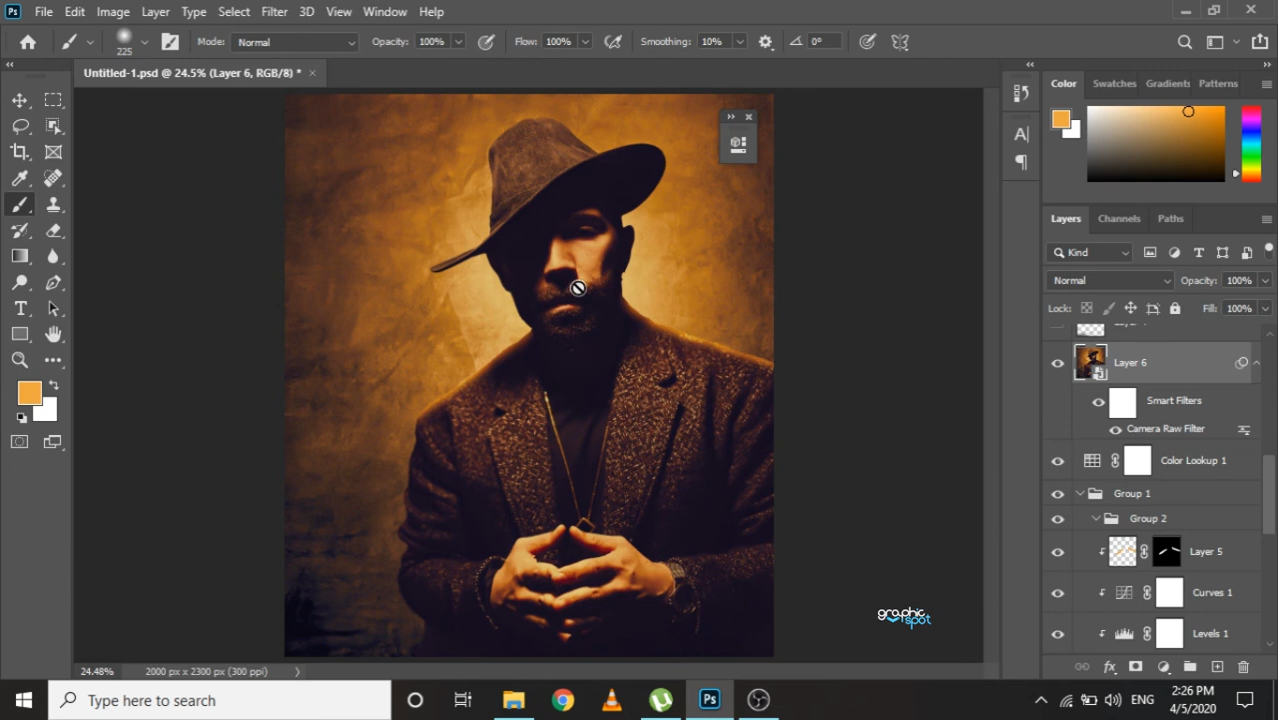 Ps File Edit Image Layer Type Select Filter 3D View Window Help
225 Mode: Normal Opacity: 100% Flow: 100% Smoothing: 10% 0°
Untitled-1.psd @ 24.5% (Layer 6, RGB/8) *
Color Swatches Gradients Patterns
Layers Channels Paths
Kind
Normal Opacity: 100%
Lock: Fill: 100%
Layer 6
Smart Filters
Camera Raw Filter
Color Lookup 1
Group 1
Group 2
Layer 5
Curves 1
Levels 1
graphic
spot
24.48% 2000 px x 2300 px (300 ppi)
Type here to search
Ps
ENG
2:26 PM
4/5/2020